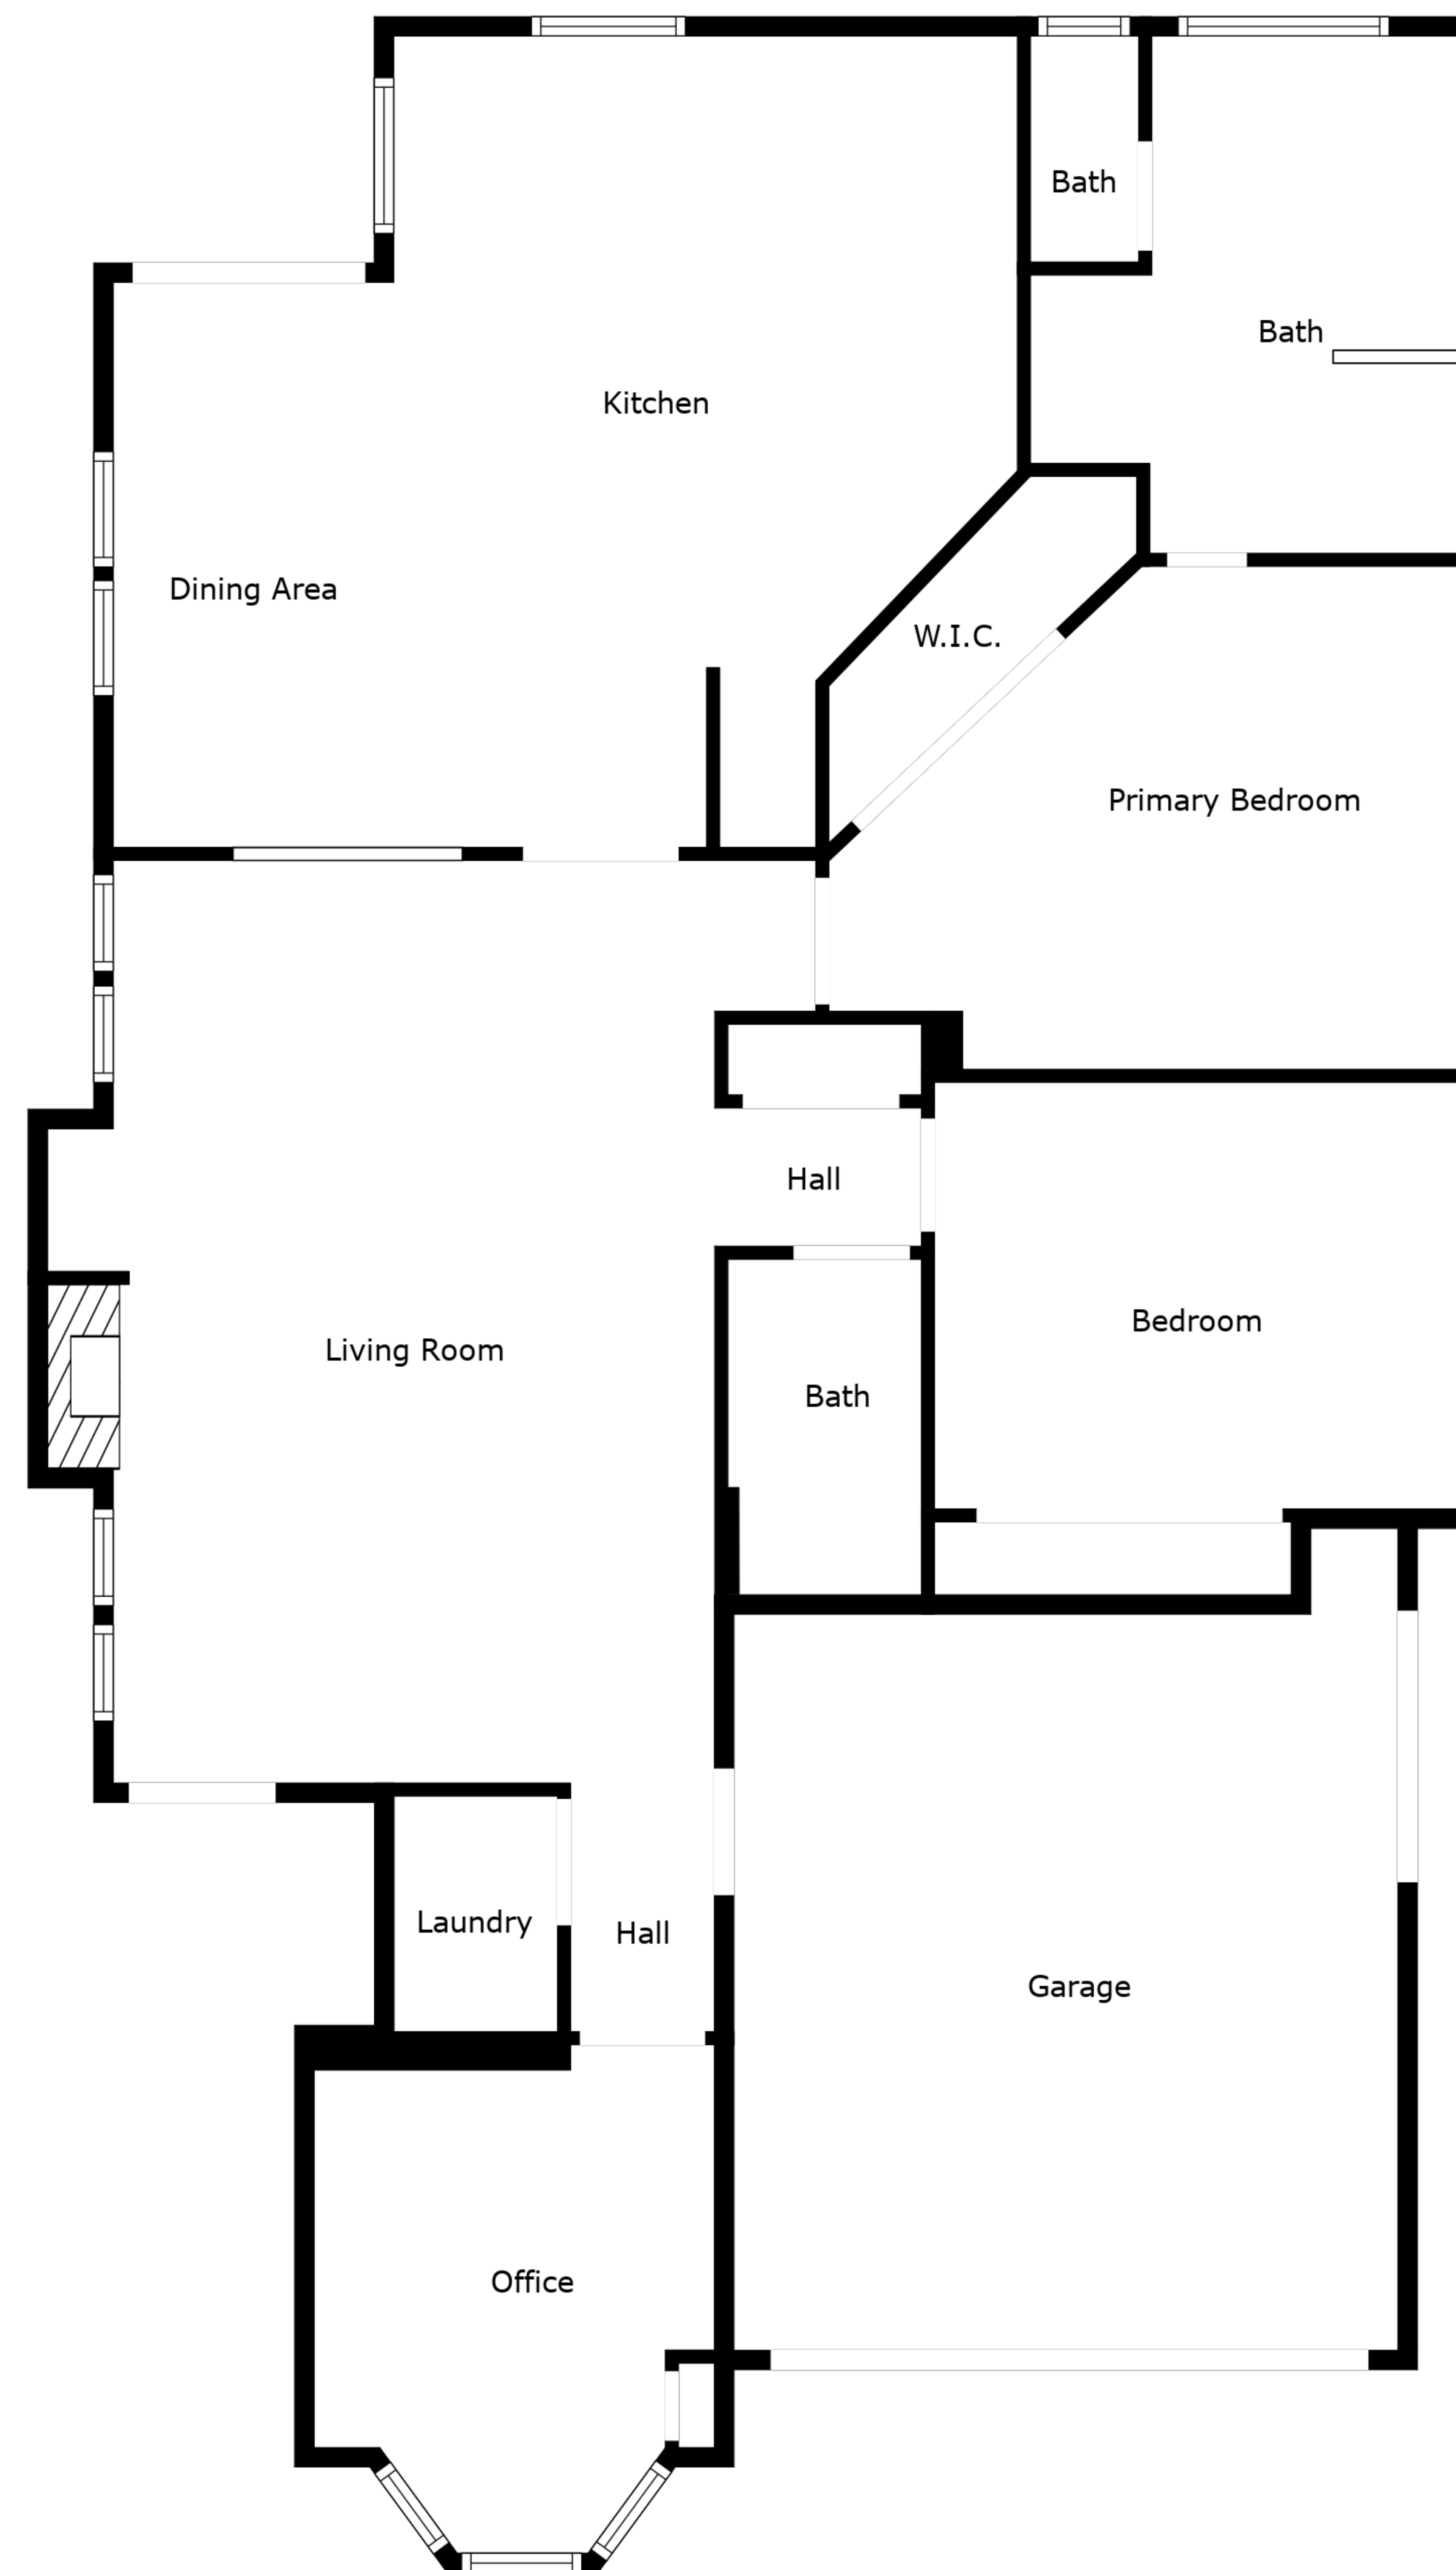 Bath
Bath
Kitchen
Dining Area
W.I.C.
Primary Bedroom
Hall
Bedroom
Living Room
Bath
Laundry
Hall
Garage
Office